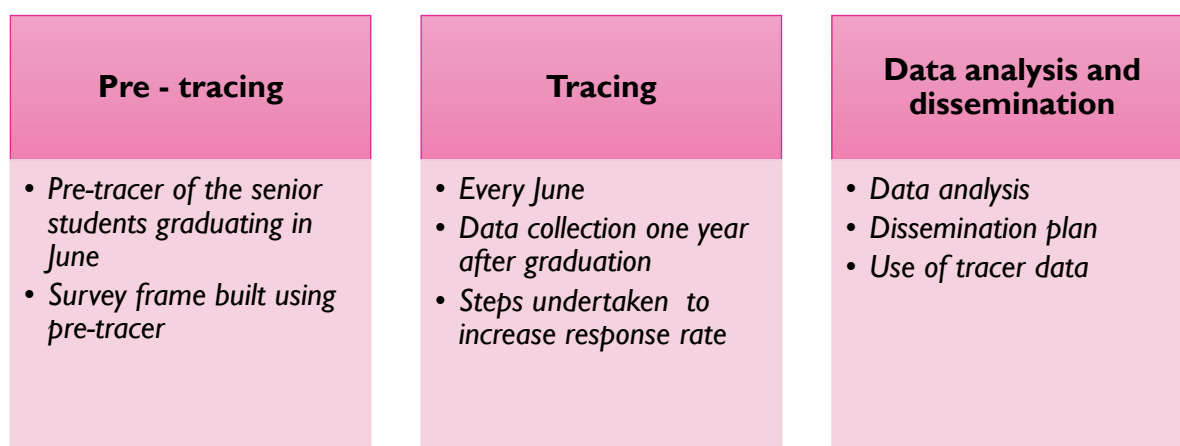 Pre - tracing
• Pre-tracer of the senior
students graduating in
June
• Survey frame built using
pre-tracer
Tracing
• Every June
• Data collection one year
after graduation
• Steps undertaken  to
increase response rate
Data analysis and
dissemination
• Data analysis
• Dissemination plan
• Use of tracer data